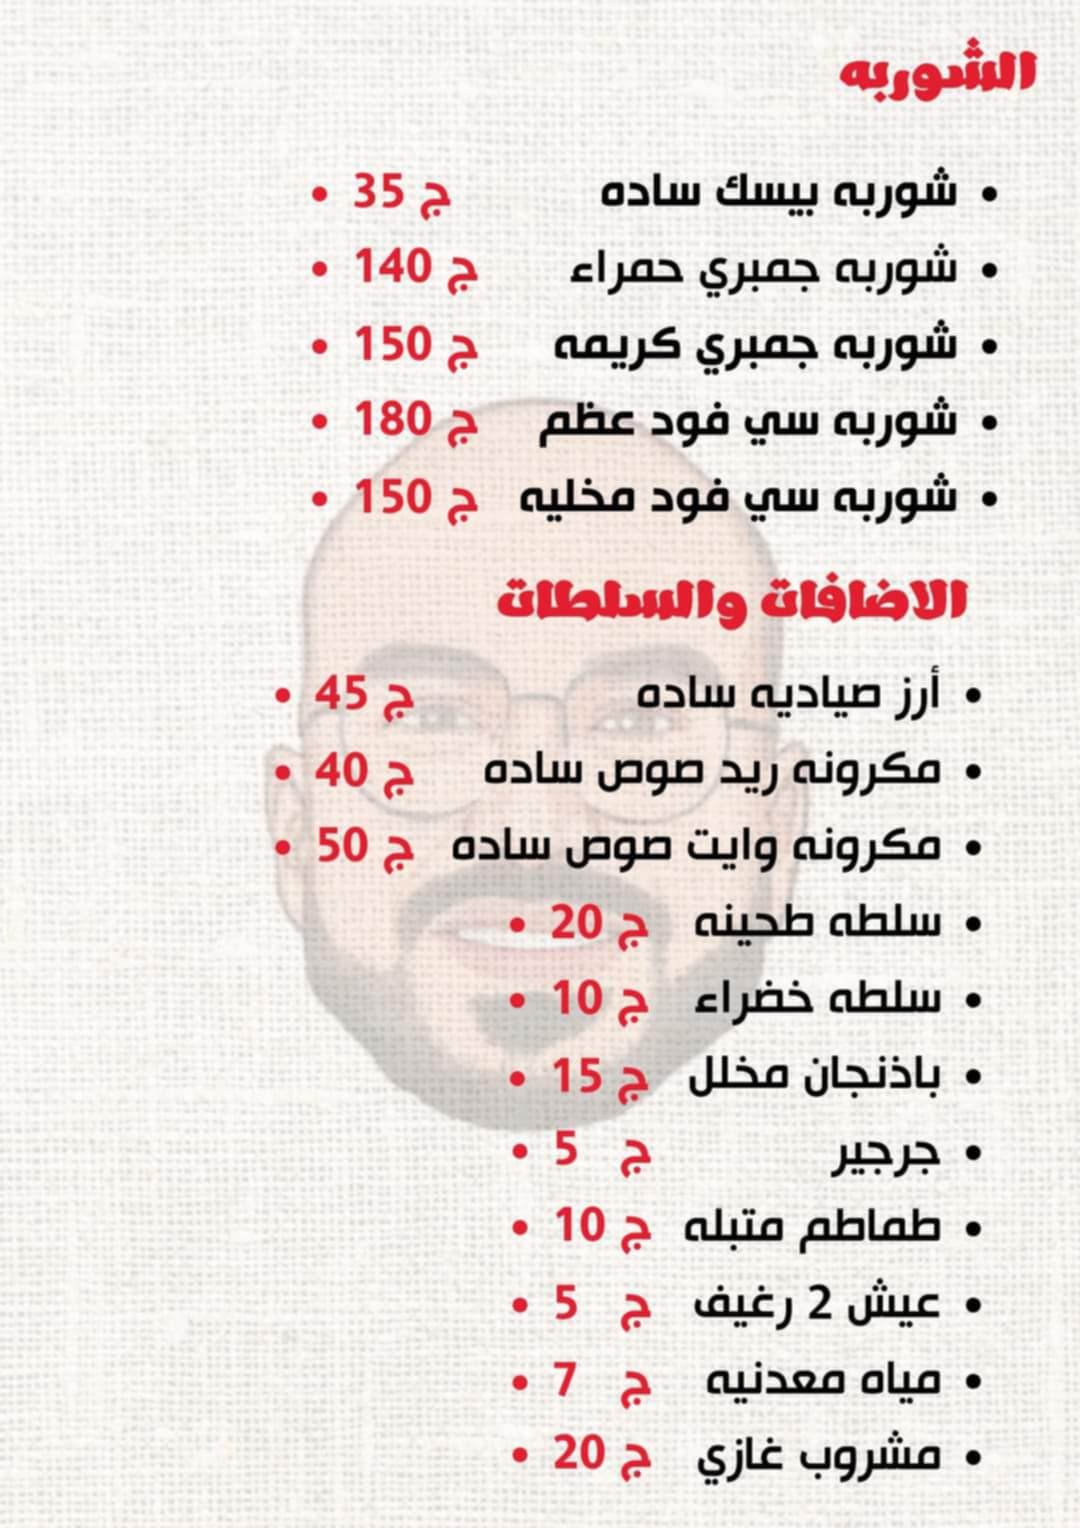 الشوربه
• شوربه بيسك ساده 35 ج •
• شوربه جمبري حمراء 140 ج •
• شوربه جمبري كريمه 150 ج •
• شوربه سي فود عظم 180 ج •
• شوربه سي فود مخليه 150 ج •
الاضافات والسلطات
• أرز صياديه ساده 45 ج •
• مكرونه ريد صوص ساده 40 ج •
• مكرونه وايت صوص ساده 50 ج •
• سلطه طحينه 20 ج •
• سلطه خضراء 10 ج •
• باذنجان مخلل 15 ج •
• جرجير 5 ج •
• طماطم متبله 10 ج •
• عيش 2 رغيف 5 ج •
• مياه معدنيه 7 ج •
• مشروب غازي 20 ج •